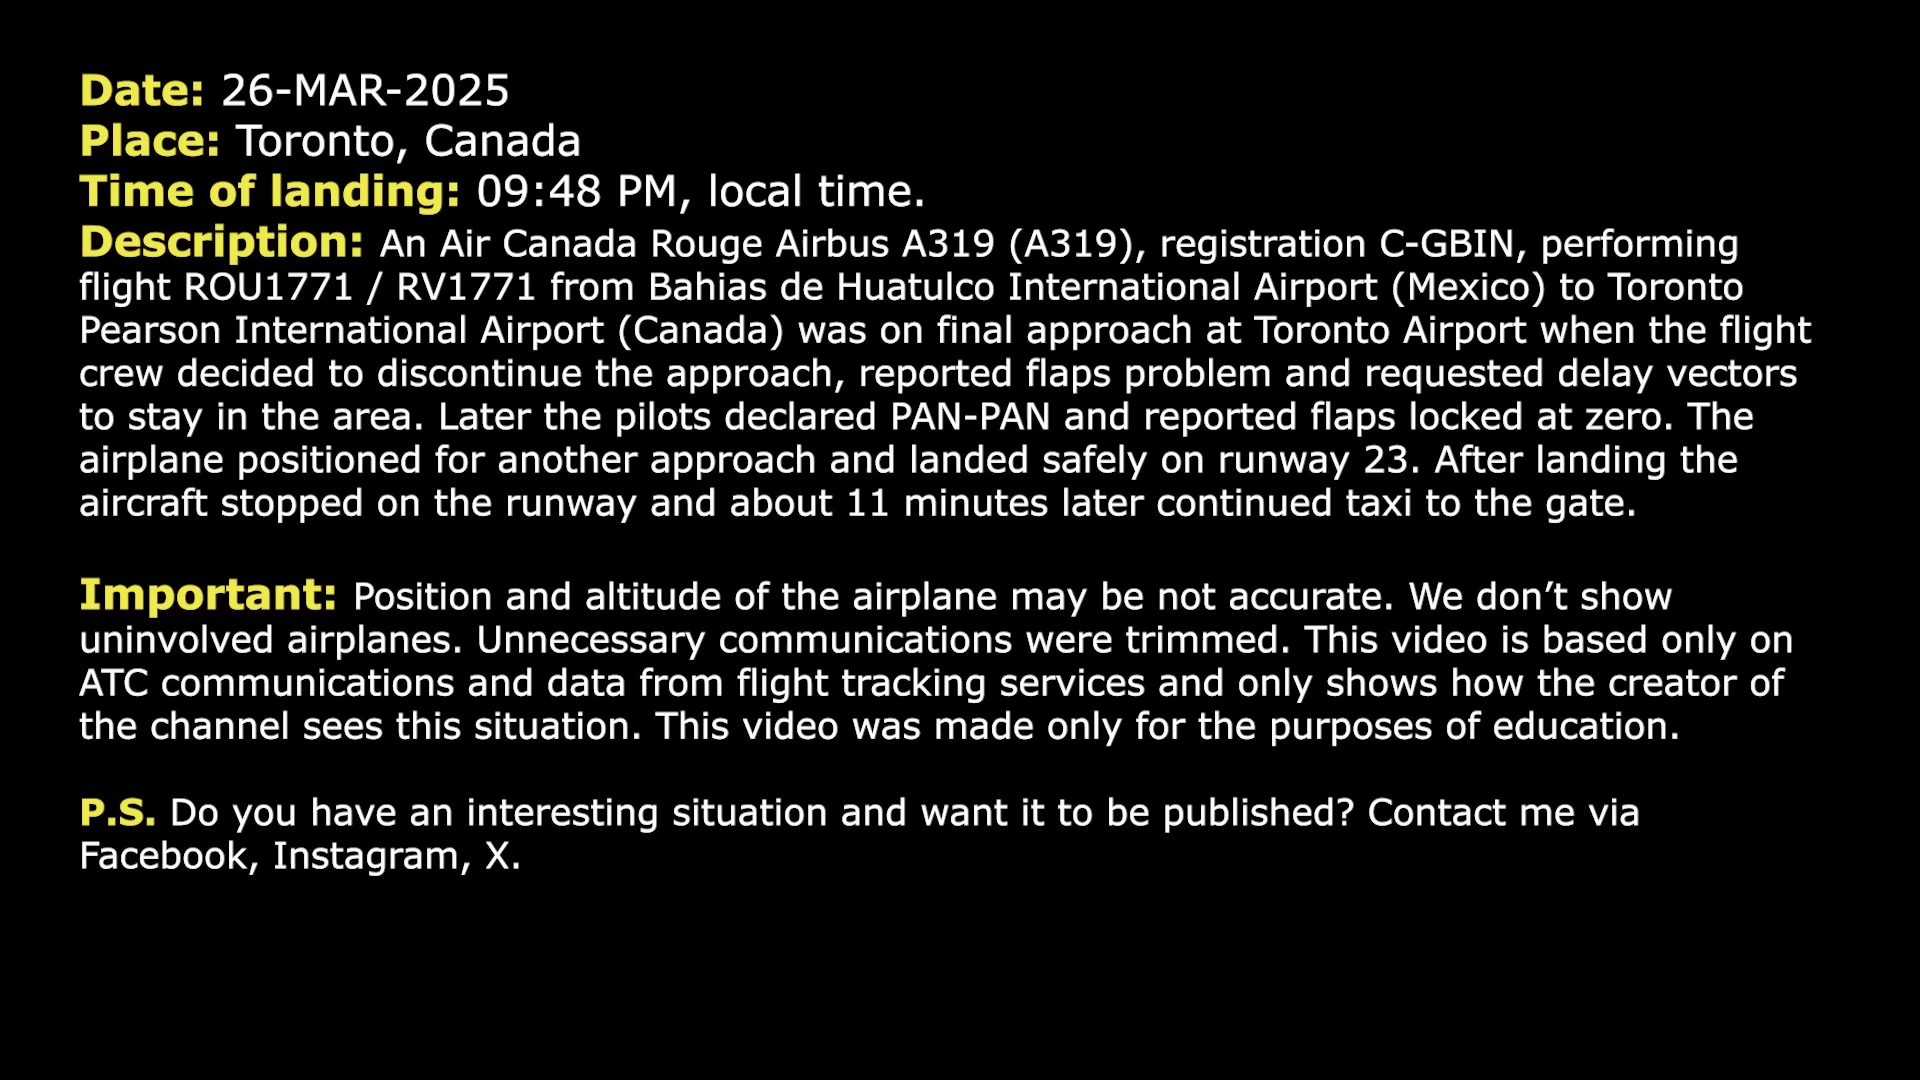 Date: 26-MAR-2025
Place: Toronto, Canada
Time of landing: 09:48 PM, local time.
Description: An Air Canada Rouge Airbus A319 (A319), registration C-GBIN, performing
flight ROU1771 / RV1771 from Bahias de Huatulco International Airport (Mexico) to Toronto
Pearson International Airport (Canada) was on final approach at Toronto Airport when the flight
crew decided to discontinue the approach, reported flaps problem and requested delay vectors
to stay in the area. Later the pilots declared PAN-PAN and reported flaps locked at zero. The
airplane positioned for another approach and landed safely on runway 23. After landing the
aircraft stopped on the runway and about 11 minutes later continued taxi to the gate.
Important: Position and altitude of the airplane may be not accurate. We don’t show
uninvolved airplanes. Unnecessary communications were trimmed. This video is based only on
ATC communications and data from flight tracking services and only shows how the creator of
the channel sees this situation. This video was made only for the purposes of education.
P.S. Do you have an interesting situation and want it to be published? Contact me via
Facebook, Instagram, X.